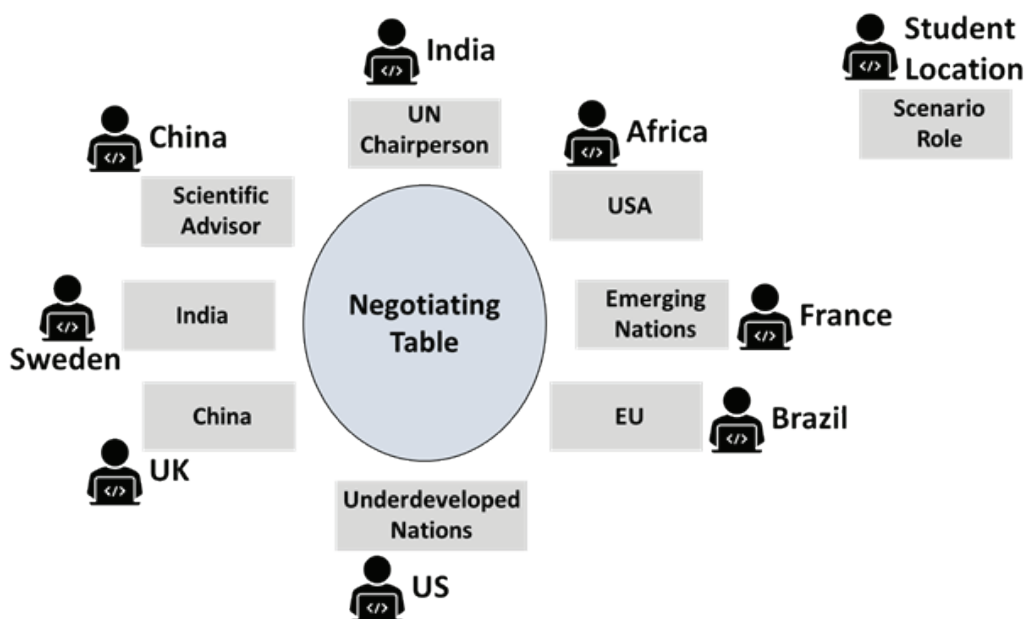 India
UN
Chairperson
Student
Location
Scenario
Role
China
Scientific
Advisor
Africa
USA
Sweden
India
Negotiating
Table
Emerging
Nations
France
UK
China
EU
Brazil
Underdeveloped
Nations
US